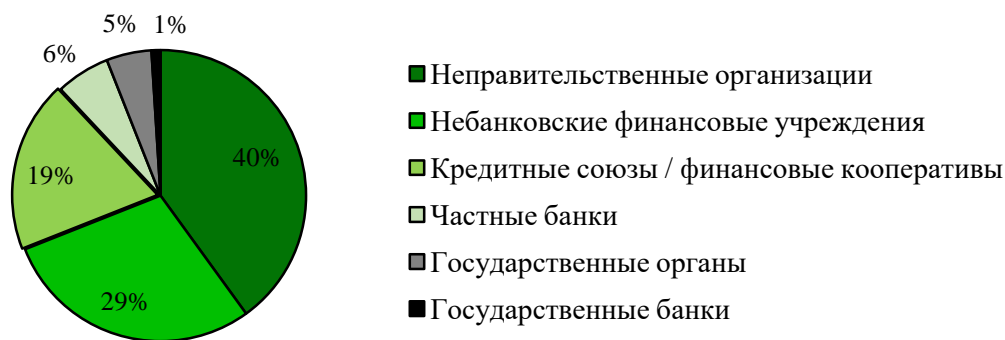 5%
1%
6%
40%
19%
29%
Неправительственные организации
Небанковские финансовые учреждения
Кредитные союзы / финансовые кооперативы
Частные банки
Государственные органы
Государственные банки